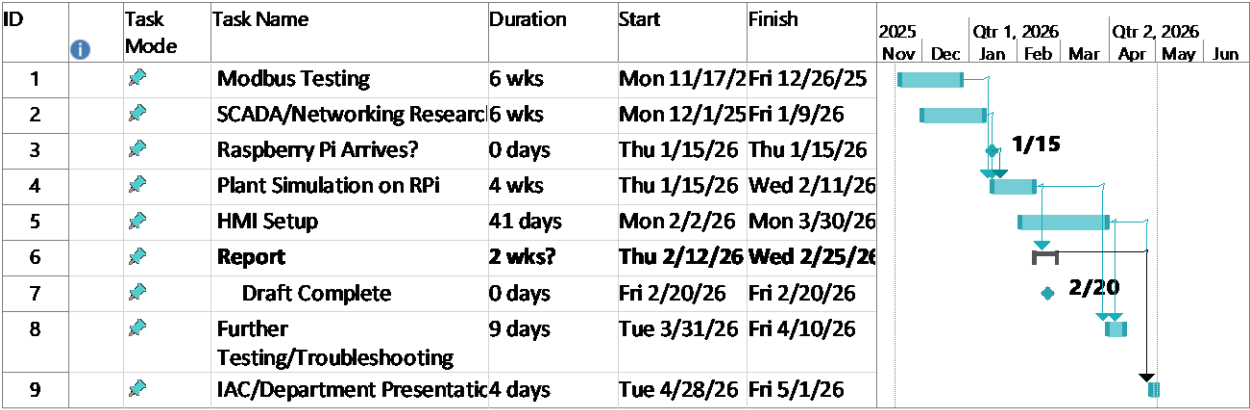 ID Task Mode Task Name Duration Start Finish
2025 Qtr 1, 2026 Qtr 2, 2026
Nov Dec Jan Feb Mar Apr May Jun
1 Modbus Testing 6 wks Mon 11/17/2 Fri 12/26/25
2 SCADA/Networking Researc 6 wks Mon 12/1/25 Fri 1/9/26
3 Raspberry Pi Arrives? 0 days Thu 1/15/26 Thu 1/15/26 1/15
4 Plant Simulation on RPi 4 wks Thu 1/15/26 Wed 2/11/26
5 HMI Setup 41 days Mon 2/2/26 Mon 3/30/26
6 Report 2 wks? Thu 2/12/26 Wed 2/25/26
7 Draft Complete 0 days Fri 2/20/26 Fri 2/20/26 2/20
8 Further Testing/Troubleshooting 9 days Tue 3/31/26 Fri 4/10/26
9 IAC/Department Presentatic 4 days Tue 4/28/26 Fri 5/1/26